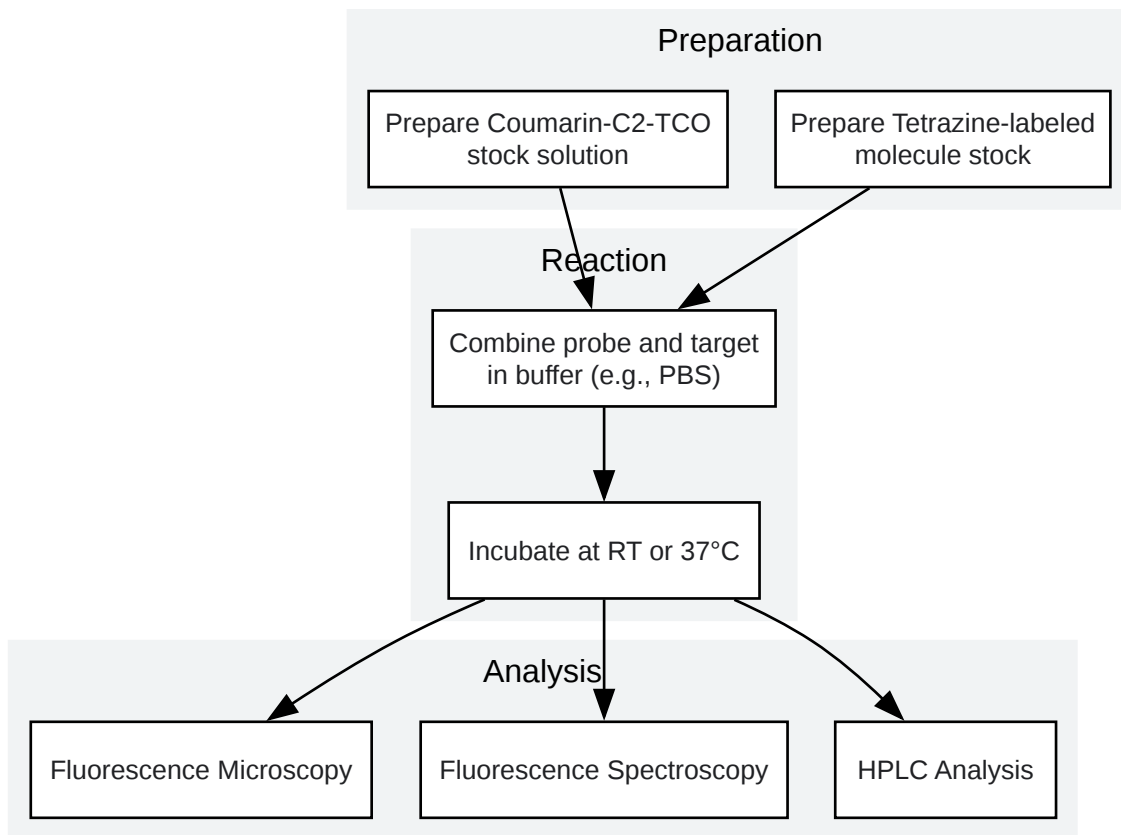 Preparation
Prepare Coumarin-C2-TCO
stock solution
Prepare Tetrazine-labeled
molecule stock
Reaction
Combine probe and target
in buffer (e.g., PBS)
Incubate at RT or 37°C
Analysis
Fluorescence Microscopy
Fluorescence Spectroscopy
HPLC Analysis